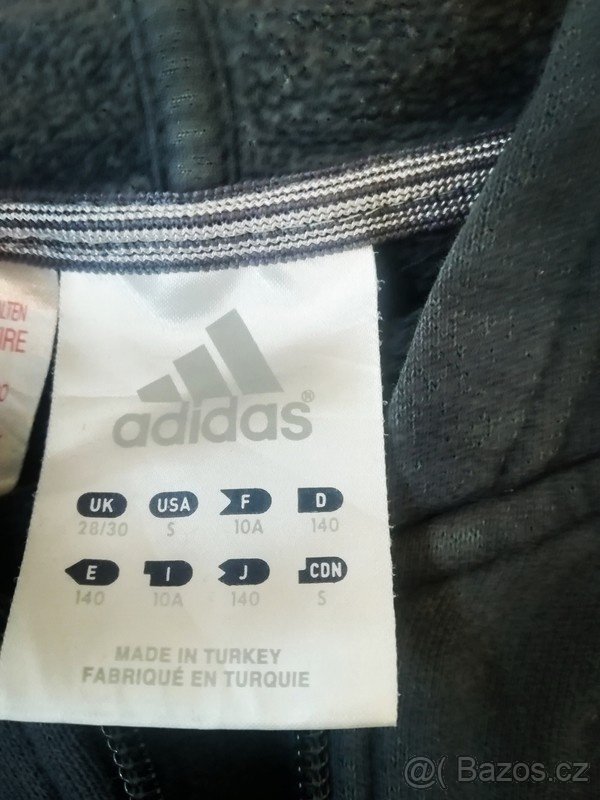 adidas®
UK USA F D
28/30 S 10A 140
E I J CDN
140 10A 140 S
MADE IN TURKEY
FABRIQUÉ EN TURQUIE
@( Bazos.cz